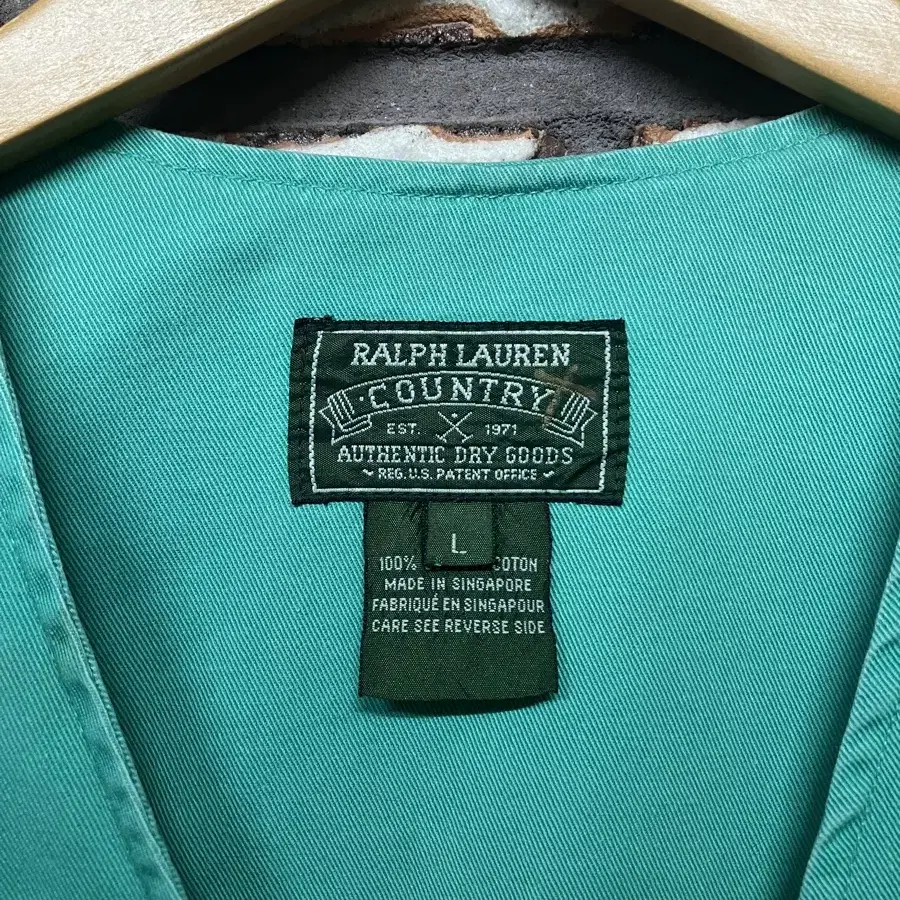 RALPH LAUREN
·COUNTRY
EST. 1971
AUTHENTIC DRY GOODS
REG. U.S. PATENT OFFICE
L
100% COTON
MADE IN SINGAPORE
FABRIQUÉ EN SINGAPOUR
CARE SEE REVERSE SIDE